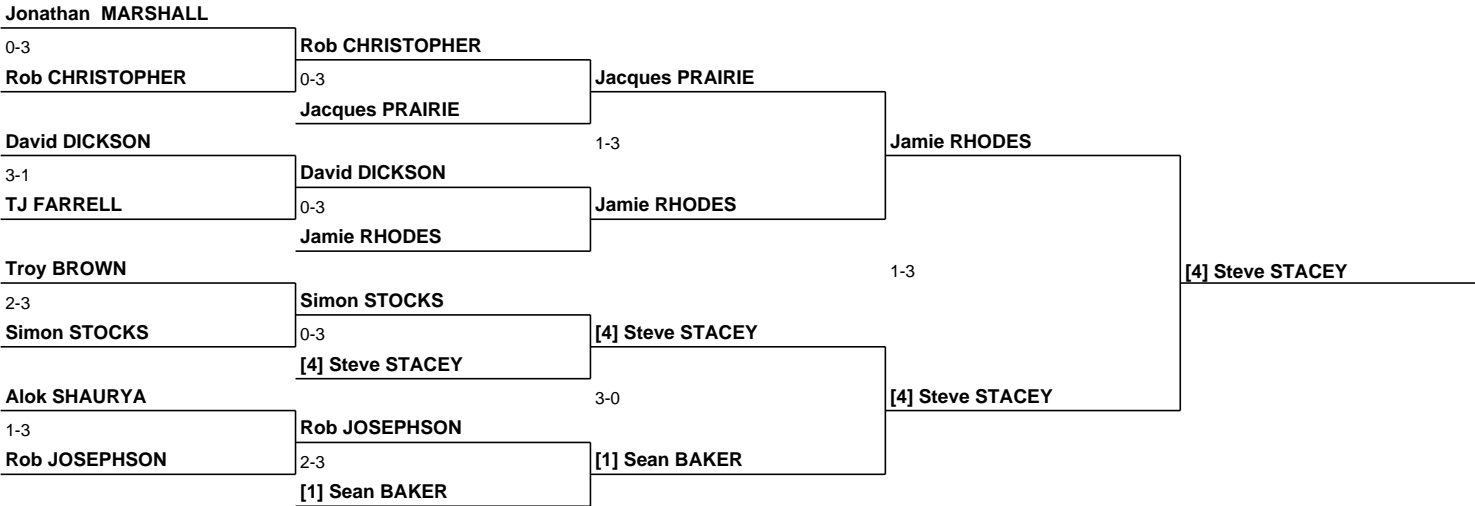 Jonathan  MARSHALL
0-3
Rob CHRISTOPHER
Rob CHRISTOPHER
0-3
Jacques PRAIRIE
Jacques PRAIRIE
David DICKSON
1-3
Jamie RHODES
3-1
David DICKSON
TJ FARRELL
0-3
Jamie RHODES
Jamie RHODES
Troy BROWN
1-3
[4] Steve STACEY
2-3
Simon STOCKS
Simon STOCKS
0-3
[4] Steve STACEY
[4] Steve STACEY
Alok SHAURYA
3-0
[4] Steve STACEY
1-3
Rob JOSEPHSON
Rob JOSEPHSON
2-3
[1] Sean BAKER
[1] Sean BAKER